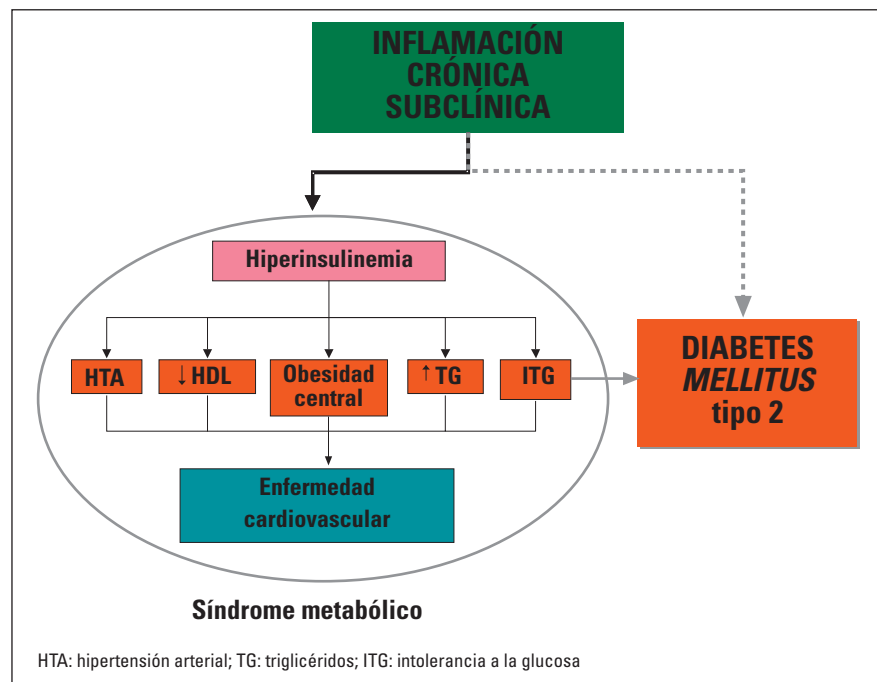 INFLAMACIÓN
CRÓNICA
SUBCLÍNICA
Hiperinsulinemia
HTA
↓ HDL
Obesidad
central
↑ TG
ITG
DIABETES
MELLITUS
tipo 2
Enfermedad
cardiovascular
Síndrome metabólico
HTA: hipertensión arterial; TG: triglicéridos; ITG: intolerancia a la glucosa